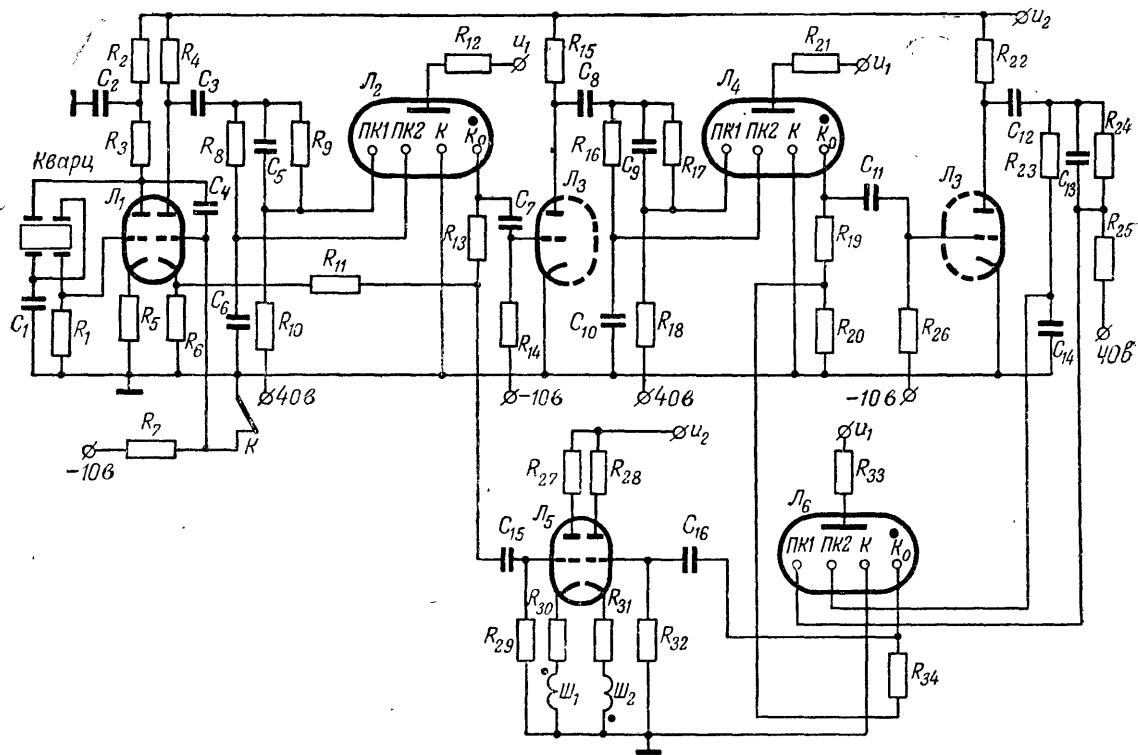 R2
R4
R15
R22
u2
R12
u1
R21
u1
C2
C3
C8
C12
R24
R3
R8
C5
R9
Л2
ПК1 ПК2 К К0
R16
C9
R17
Л4
ПК1 ПК2 К К0
C11
Л3
R23
C13
Кварц
Л1
C4
R13
C7
Л3
R19
R25
R11
C1
R1
R5
R6
C6
R10
R14
C10
R18
R20
R26
C14
40в
-10в
40в
-10в
40в
R7
К
-10в
u2
u1
R27
R28
R33
Л5
Л6
C15
C16
ПК1 ПК2 К К0
R29
R30
R31
R32
R34
Ш1
Ш2